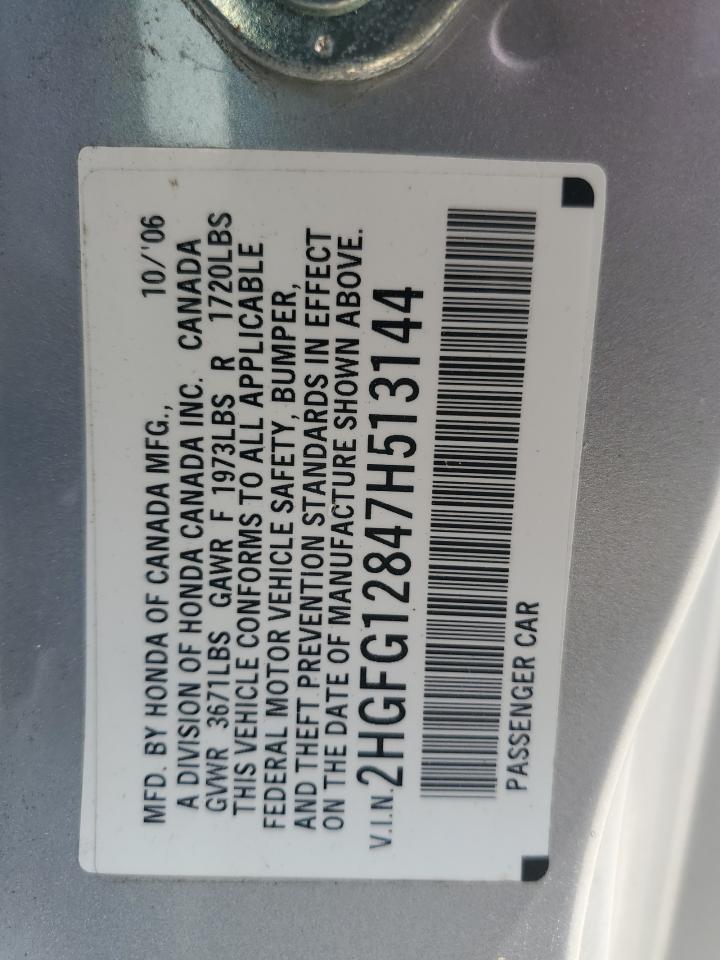 MFD. BY HONDA OF CANADA MFG., 10/'06
A DIVISION OF HONDA CANADA INC. CANADA
GVWR 3671LBS GAWR F 1973LBS R 1720LBS
THIS VEHICLE CONFORMS TO ALL APPLICABLE
FEDERAL MOTOR VEHICLE SAFETY, BUMPER,
AND THEFT PREVENTION STANDARDS IN EFFECT
ON THE DATE OF MANUFACTURE SHOWN ABOVE.
V.I.N. 2HGFG12847H513144
PASSENGER CAR